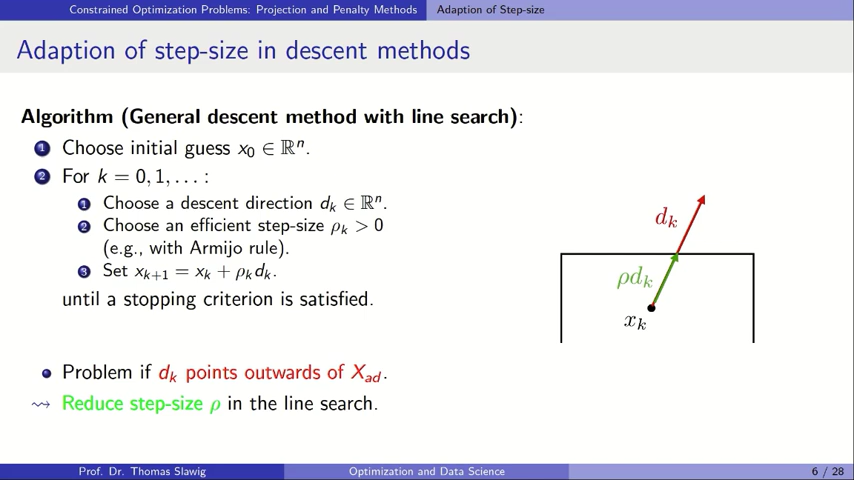 Constrained Optimization Problems: Projection and Penalty Methods Adaption of Step-size
Adaption of step-size in descent methods
Algorithm (General descent method with line search):
1 Choose initial guess x₀ ∈ ℝⁿ.
2 For k = 0, 1, . . . :
1 Choose a descent direction dₖ ∈ ℝⁿ.
2 Choose an efficient step-size ρₖ > 0
(e.g., with Armijo rule).
3 Set xₖ₊₁ = xₖ + ρₖdₖ.
until a stopping criterion is satisfied.
dₖ
ρdₖ
xₖ
• Problem if dₖ points outwards of X_ad.
⇝ Reduce step-size ρ in the line search.
Prof. Dr. Thomas Slawig Optimization and Data Science 6 / 28